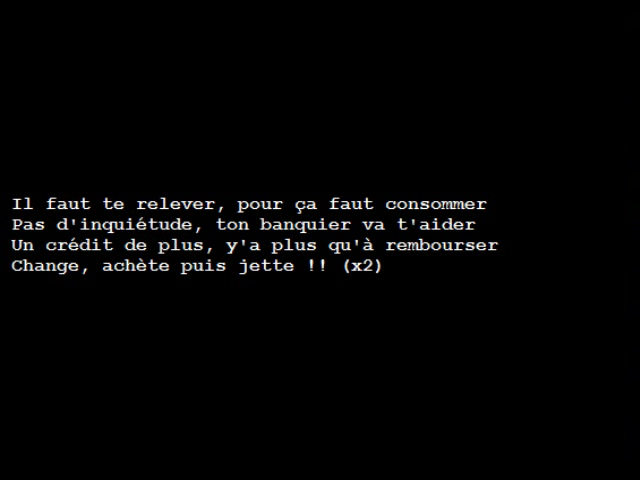 Il faut te relever, pour ça faut consommer
Pas d'inquiétude, ton banquier va t'aider
Un crédit de plus, y'a plus qu'à rembourser
Change, achète puis jette !! (x2)